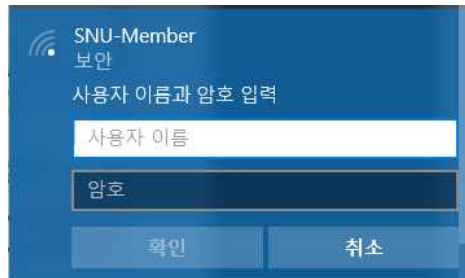 SNU-Member
보안
사용자 이름과 암호 입력
사용자 이름
암호
확인 취소